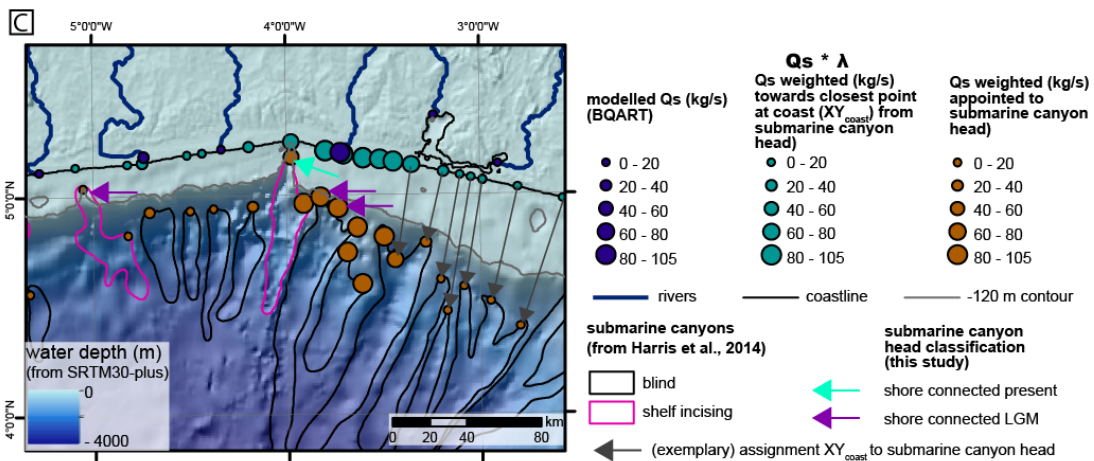 C
5°0'0"W
4°0'0"W
3°0'0"W
5°0'0"N
4°0'0"N
water depth (m)
(from SRTM30-plus)
0
- 4000
km
0 20 40 80
modelled Qs (kg/s)
(BQART)
0 - 20
20 - 40
40 - 60
60 - 80
80 - 105
Qs * λ
Qs weighted (kg/s)
towards closest point
at coast (XYcoast) from
submarine canyon
head)
0 - 20
20 - 40
40 - 60
60 - 80
80 - 105
Qs weighted (kg/s)
appointed to
submarine canyon
head)
0 - 20
20 - 40
40 - 60
60 - 80
80 - 105
rivers
coastline
-120 m contour
submarine canyons
(from Harris et al., 2014)
blind
shelf incising
submarine canyon
head classification
(this study)
shore connected present
shore connected LGM
(exemplary) assignment XYcoast to submarine canyon head